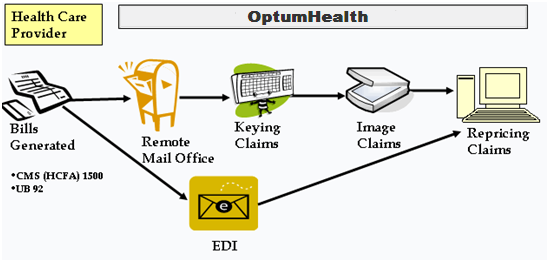 Health Care
Provider
OptumHealth
Bills
Generated
Remote
Mail Office
Keying
Claims
Image
Claims
Repricing
Claims
•CMS (HCFA) 1500
•UB 92
e
EDI